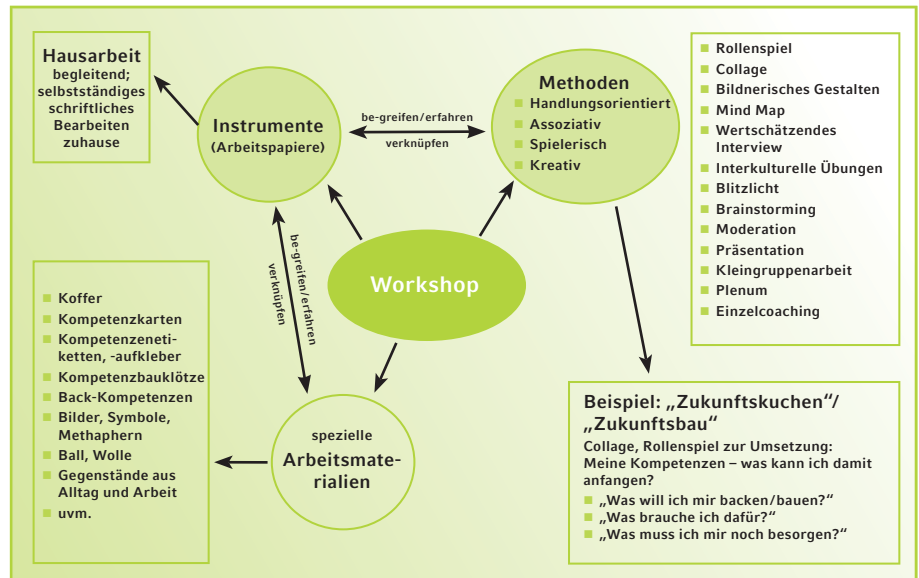 Hausarbeit
begleitend;
selbstständiges
schriftliches
Bearbeiten
zuhause
Instrumente
(Arbeitspapiere)
be-greifen/erfahren
verknüpfen
Methoden
Handlungsorientiert
Assoziativ
Spielerisch
Kreativ
Rollenspiel
Collage
Bildnerisches Gestalten
Mind Map
Wertschätzendes
Interview
Interkulturelle Übungen
Blitzlicht
Brainstorming
Moderation
Präsentation
Kleingruppenarbeit
Plenum
Einzelcoaching
be-greifen/erfahren
verknüpfen
Workshop
Koffer
Kompetenzkarten
Kompetenzeneti-
ketten, -aufkleber
Kompetenzbauklötze
Back-Kompetenzen
Bilder, Symbole,
Methaphern
Ball, Wolle
Gegenstände aus
Alltag und Arbeit
uvm.
spezielle
Arbeitsmate-
rialien
Beispiel: „Zukunftskuchen“/
„Zukunftsbau“
Collage, Rollenspiel zur Umsetzung:
Meine Kompetenzen – was kann ich damit
anfangen?
„Was will ich mir backen/bauen?“
„Was brauche ich dafür?“
„Was muss ich mir noch besorgen?“